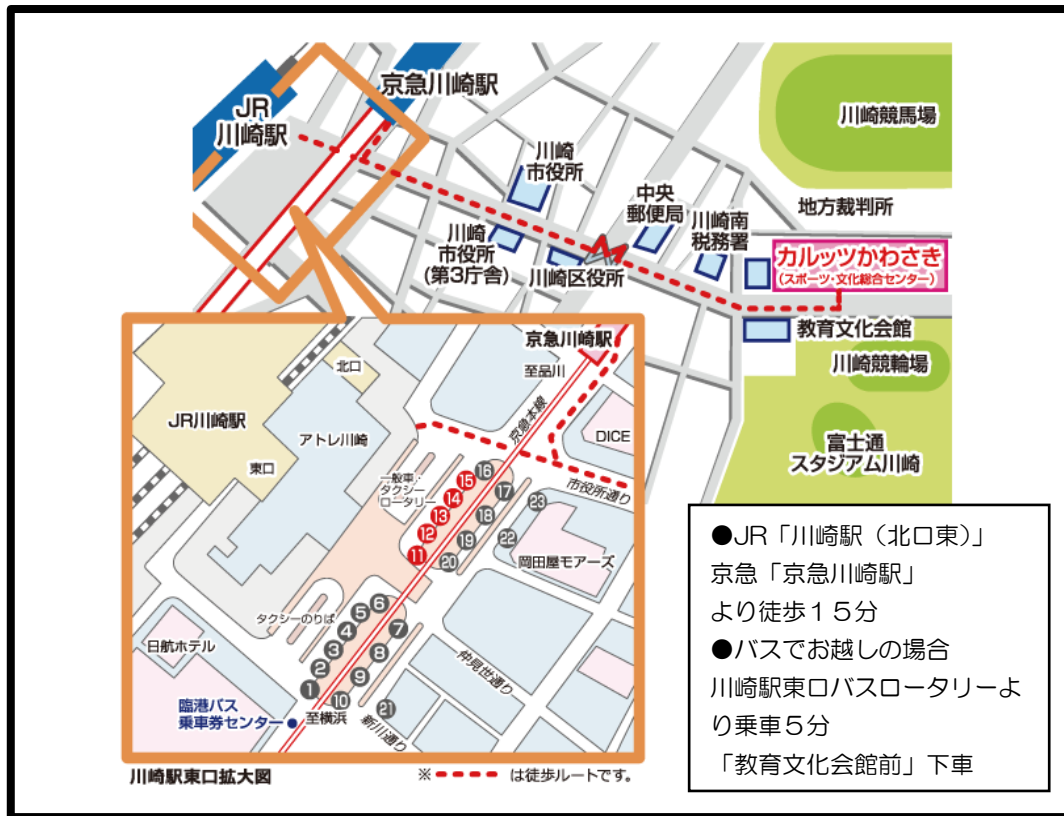 京急川崎駅
JR
川崎駅
川崎競馬場
川崎
市役所
中央
郵便局
川崎南
税務署
地方裁判所
川崎
市役所
(第3庁舎)
川崎区役所
カルッツかわさき
(スポーツ・文化総合センター)
教育文化会館
川崎競輪場
富士通
スタジアム川崎
京急川崎駅
至品川
北口
京急本線
JR川崎駅
アトレ川崎
DICE
東口
一般車・
タクシー
ロータリー
市役所通り
16
15
14
17
13
23
12
18
11
19
22
20
岡田屋モアーズ
タクシーのりば
6
5
4
7
3
8
2
9
1
10
21
日航ホテル
仲見世通り
臨港バス
乗車券センター
至横浜
新川通り
川崎駅東口拡大図
※ は徒歩ルートです。
●JR「川崎駅（北口東）」
京急「京急川崎駅」
より徒歩１５分
●バスでお越しの場合
川崎駅東口バスロータリーよ
り乗車５分
「教育文化会館前」下車